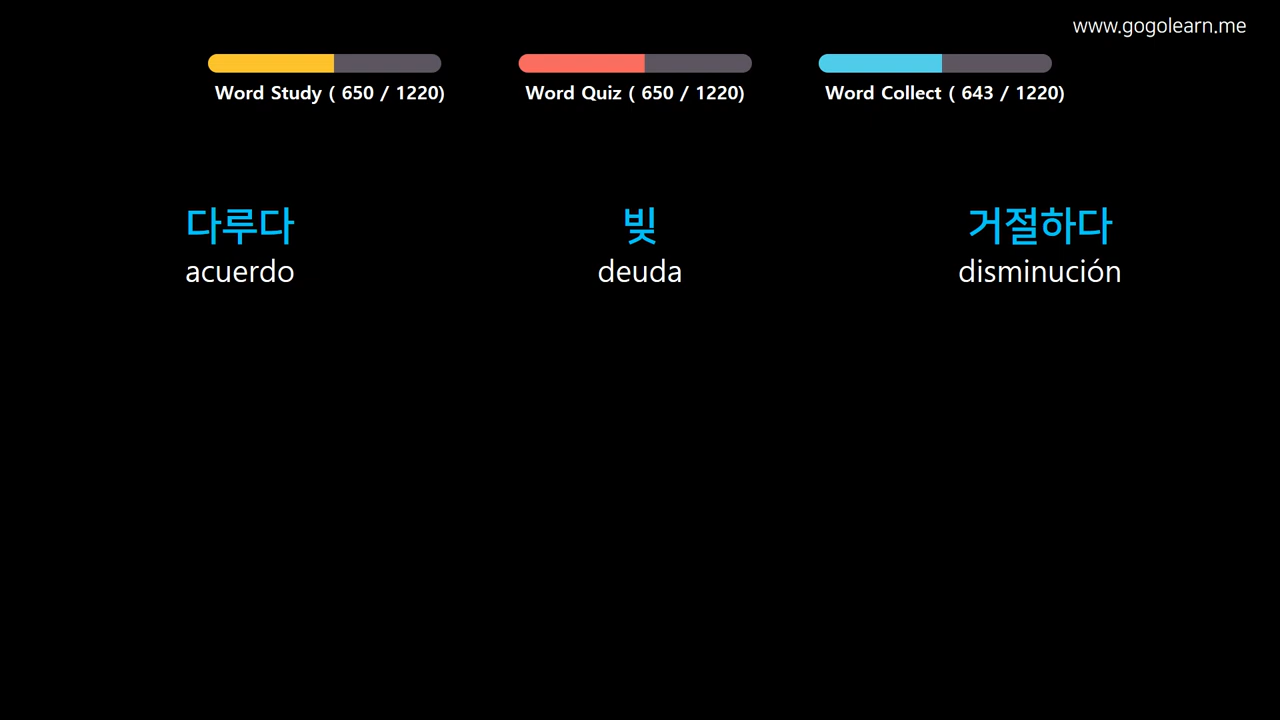 www.gogolearn.me
Word Study ( 650 / 1220)
Word Quiz ( 650 / 1220)
Word Collect ( 643 / 1220)
다루다
acuerdo
빚
deuda
거절하다
disminución